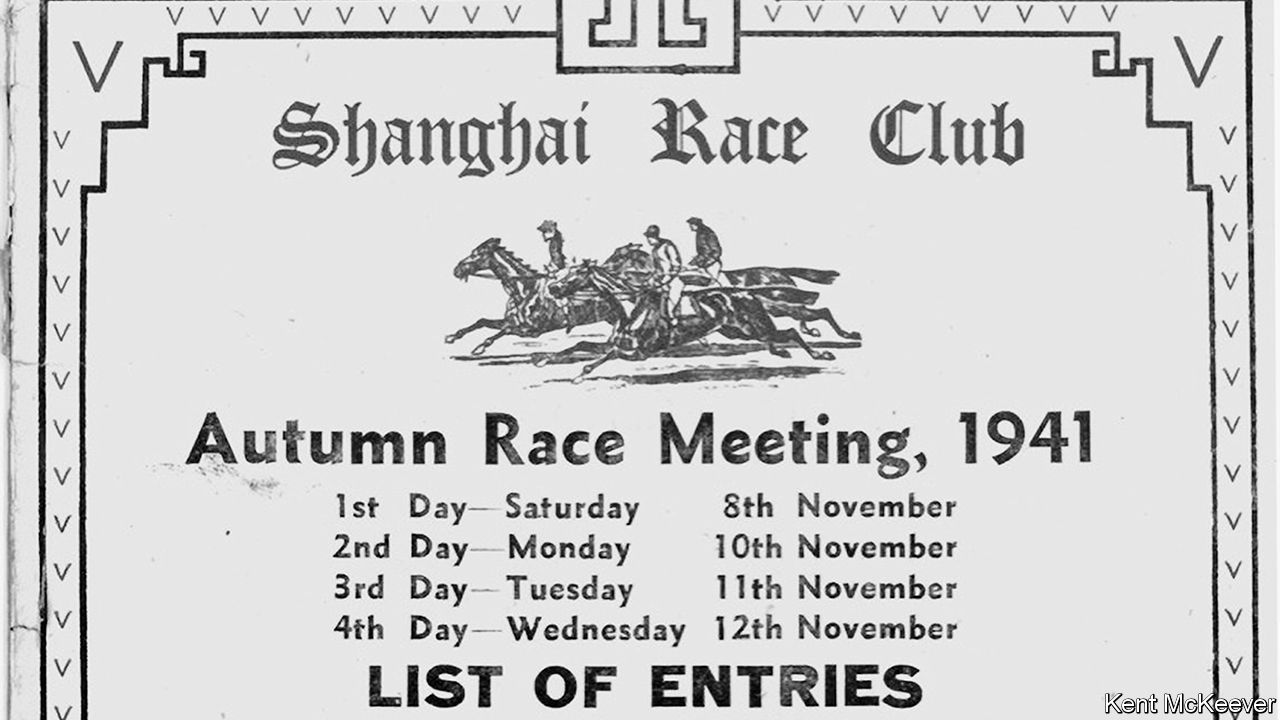 V V V V V V V V V V V V V V V V V V V V
V V
Shanghai Race Club
Autumn Race Meeting, 1941
1st Day—Saturday 8th November
2nd Day—Monday 10th November
3rd Day—Tuesday 11th November
4th Day—Wednesday 12th November
LIST OF ENTRIES
Kent McKeever